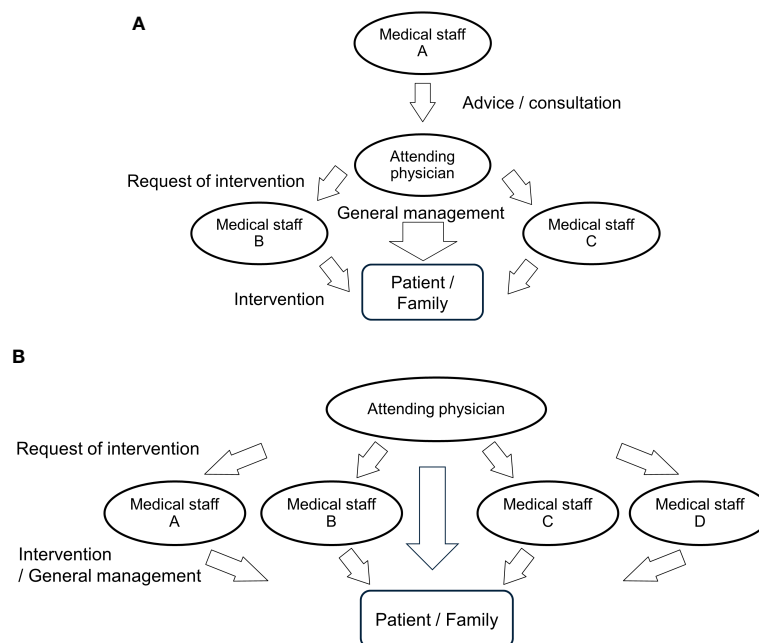 A
Medical staff
A
Advice / consultation
Attending
physician
Request of intervention
General management
Medical staff
B
Medical staff
C
Intervention
Patient /
Family
B
Attending physician
Request of intervention
Medical staff
A
Medical staff
B
Medical staff
C
Medical staff
D
Intervention
/ General management
Patient / Family